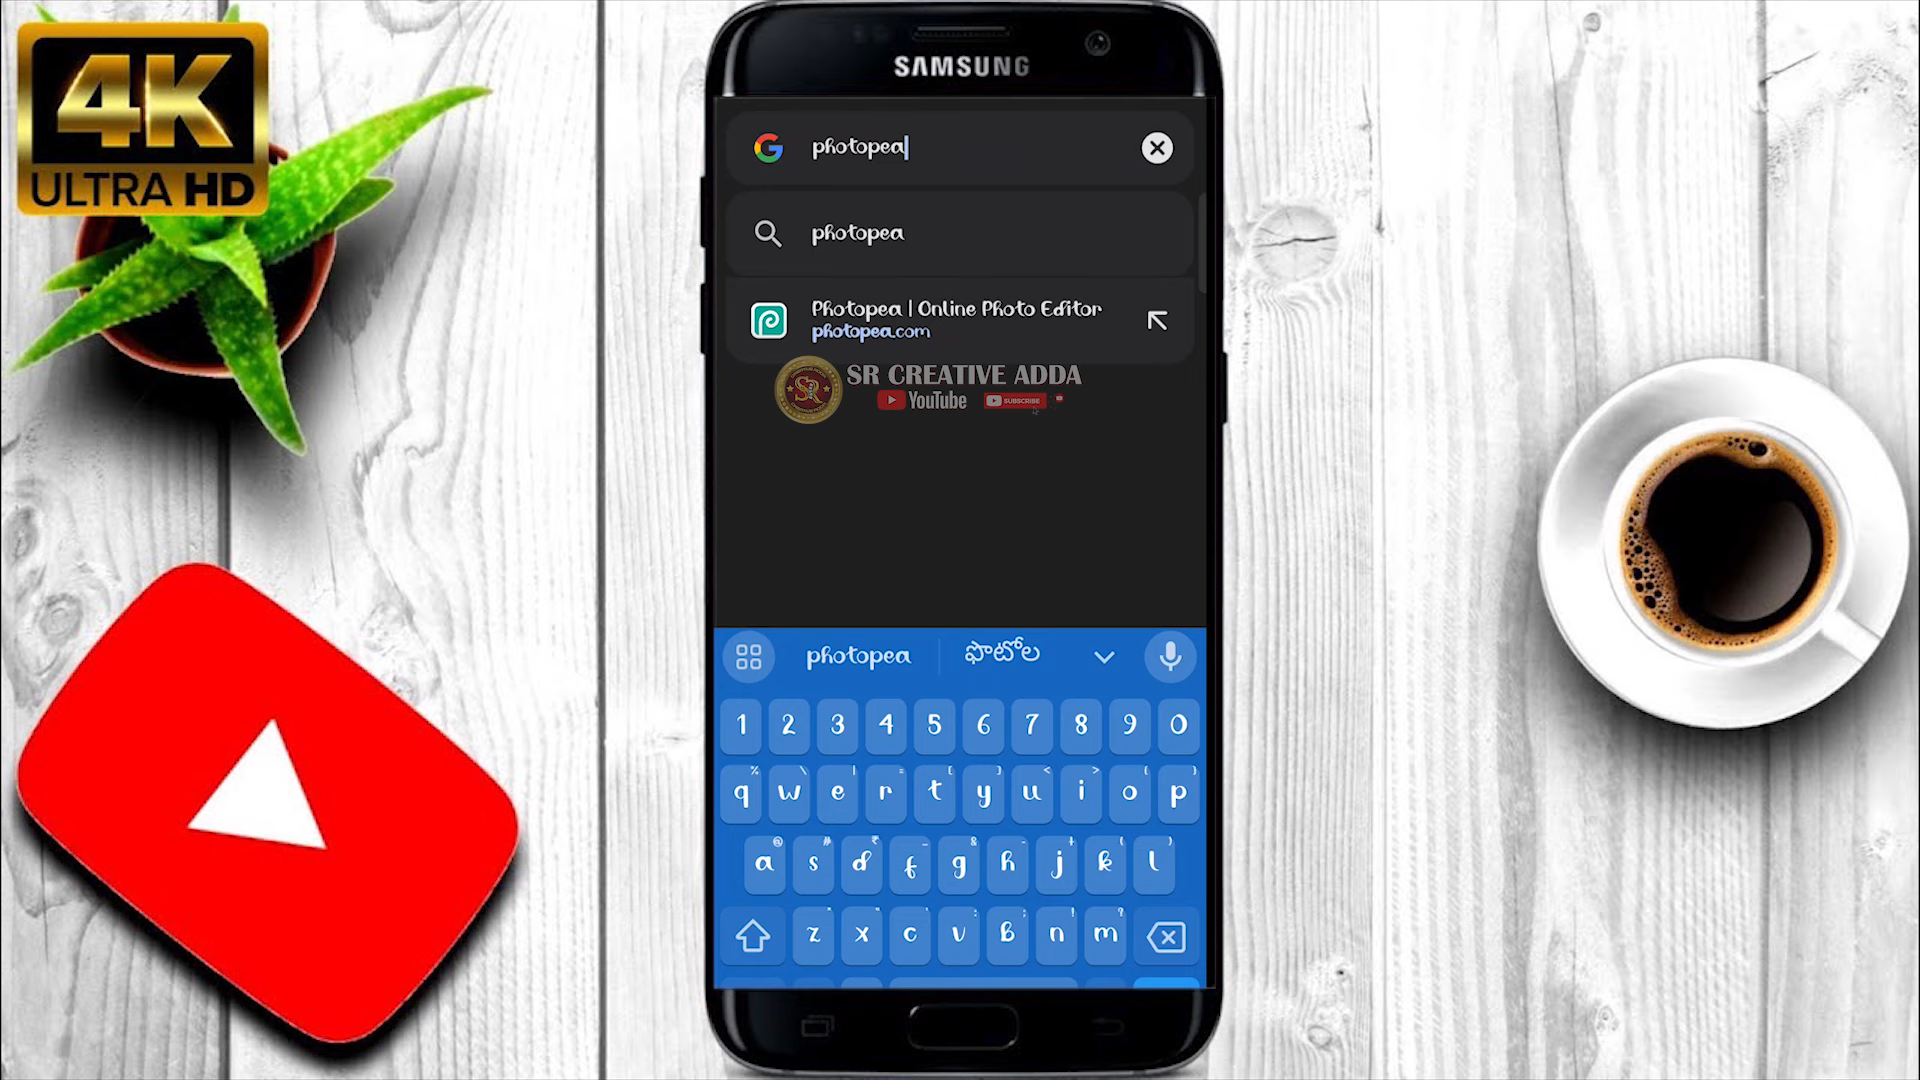 4K
ULTRA HD
SAMSUNG
photopea
photopea
Photopea | Online Photo Editor
photopea.com
SR CREATIVE ADDA
YouTube SUBSCRIBE
photopea ఫొటోల
1 2 3 4 5 6 7 8 9 0
q w e r t y u i o p
a s d f g h j k l
z x c v b n m